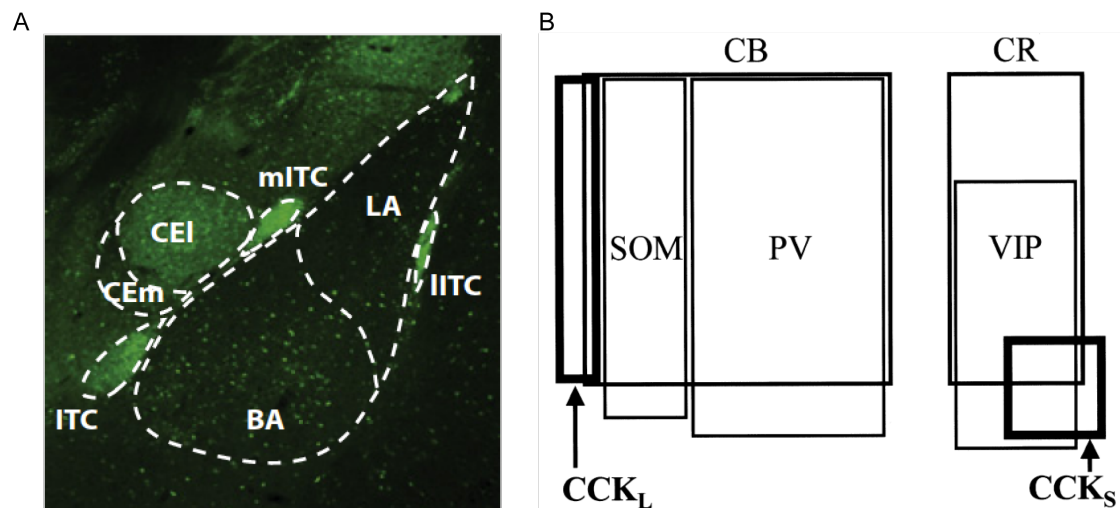 A
mITC
LA
CEl
lITC
CEm
ITC
BA
B
CB
CR
SOM
PV
VIP
CCKL
CCKS